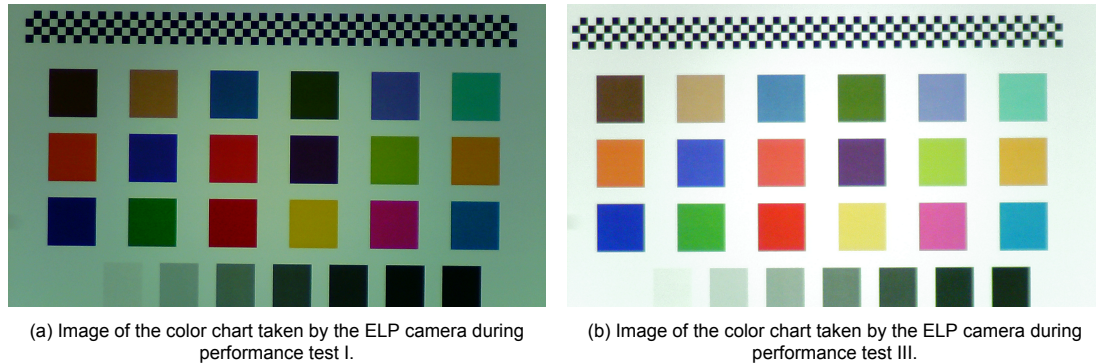 (a) Image of the color chart taken by the ELP camera during
performance test I.
(b) Image of the color chart taken by the ELP camera during
performance test III.